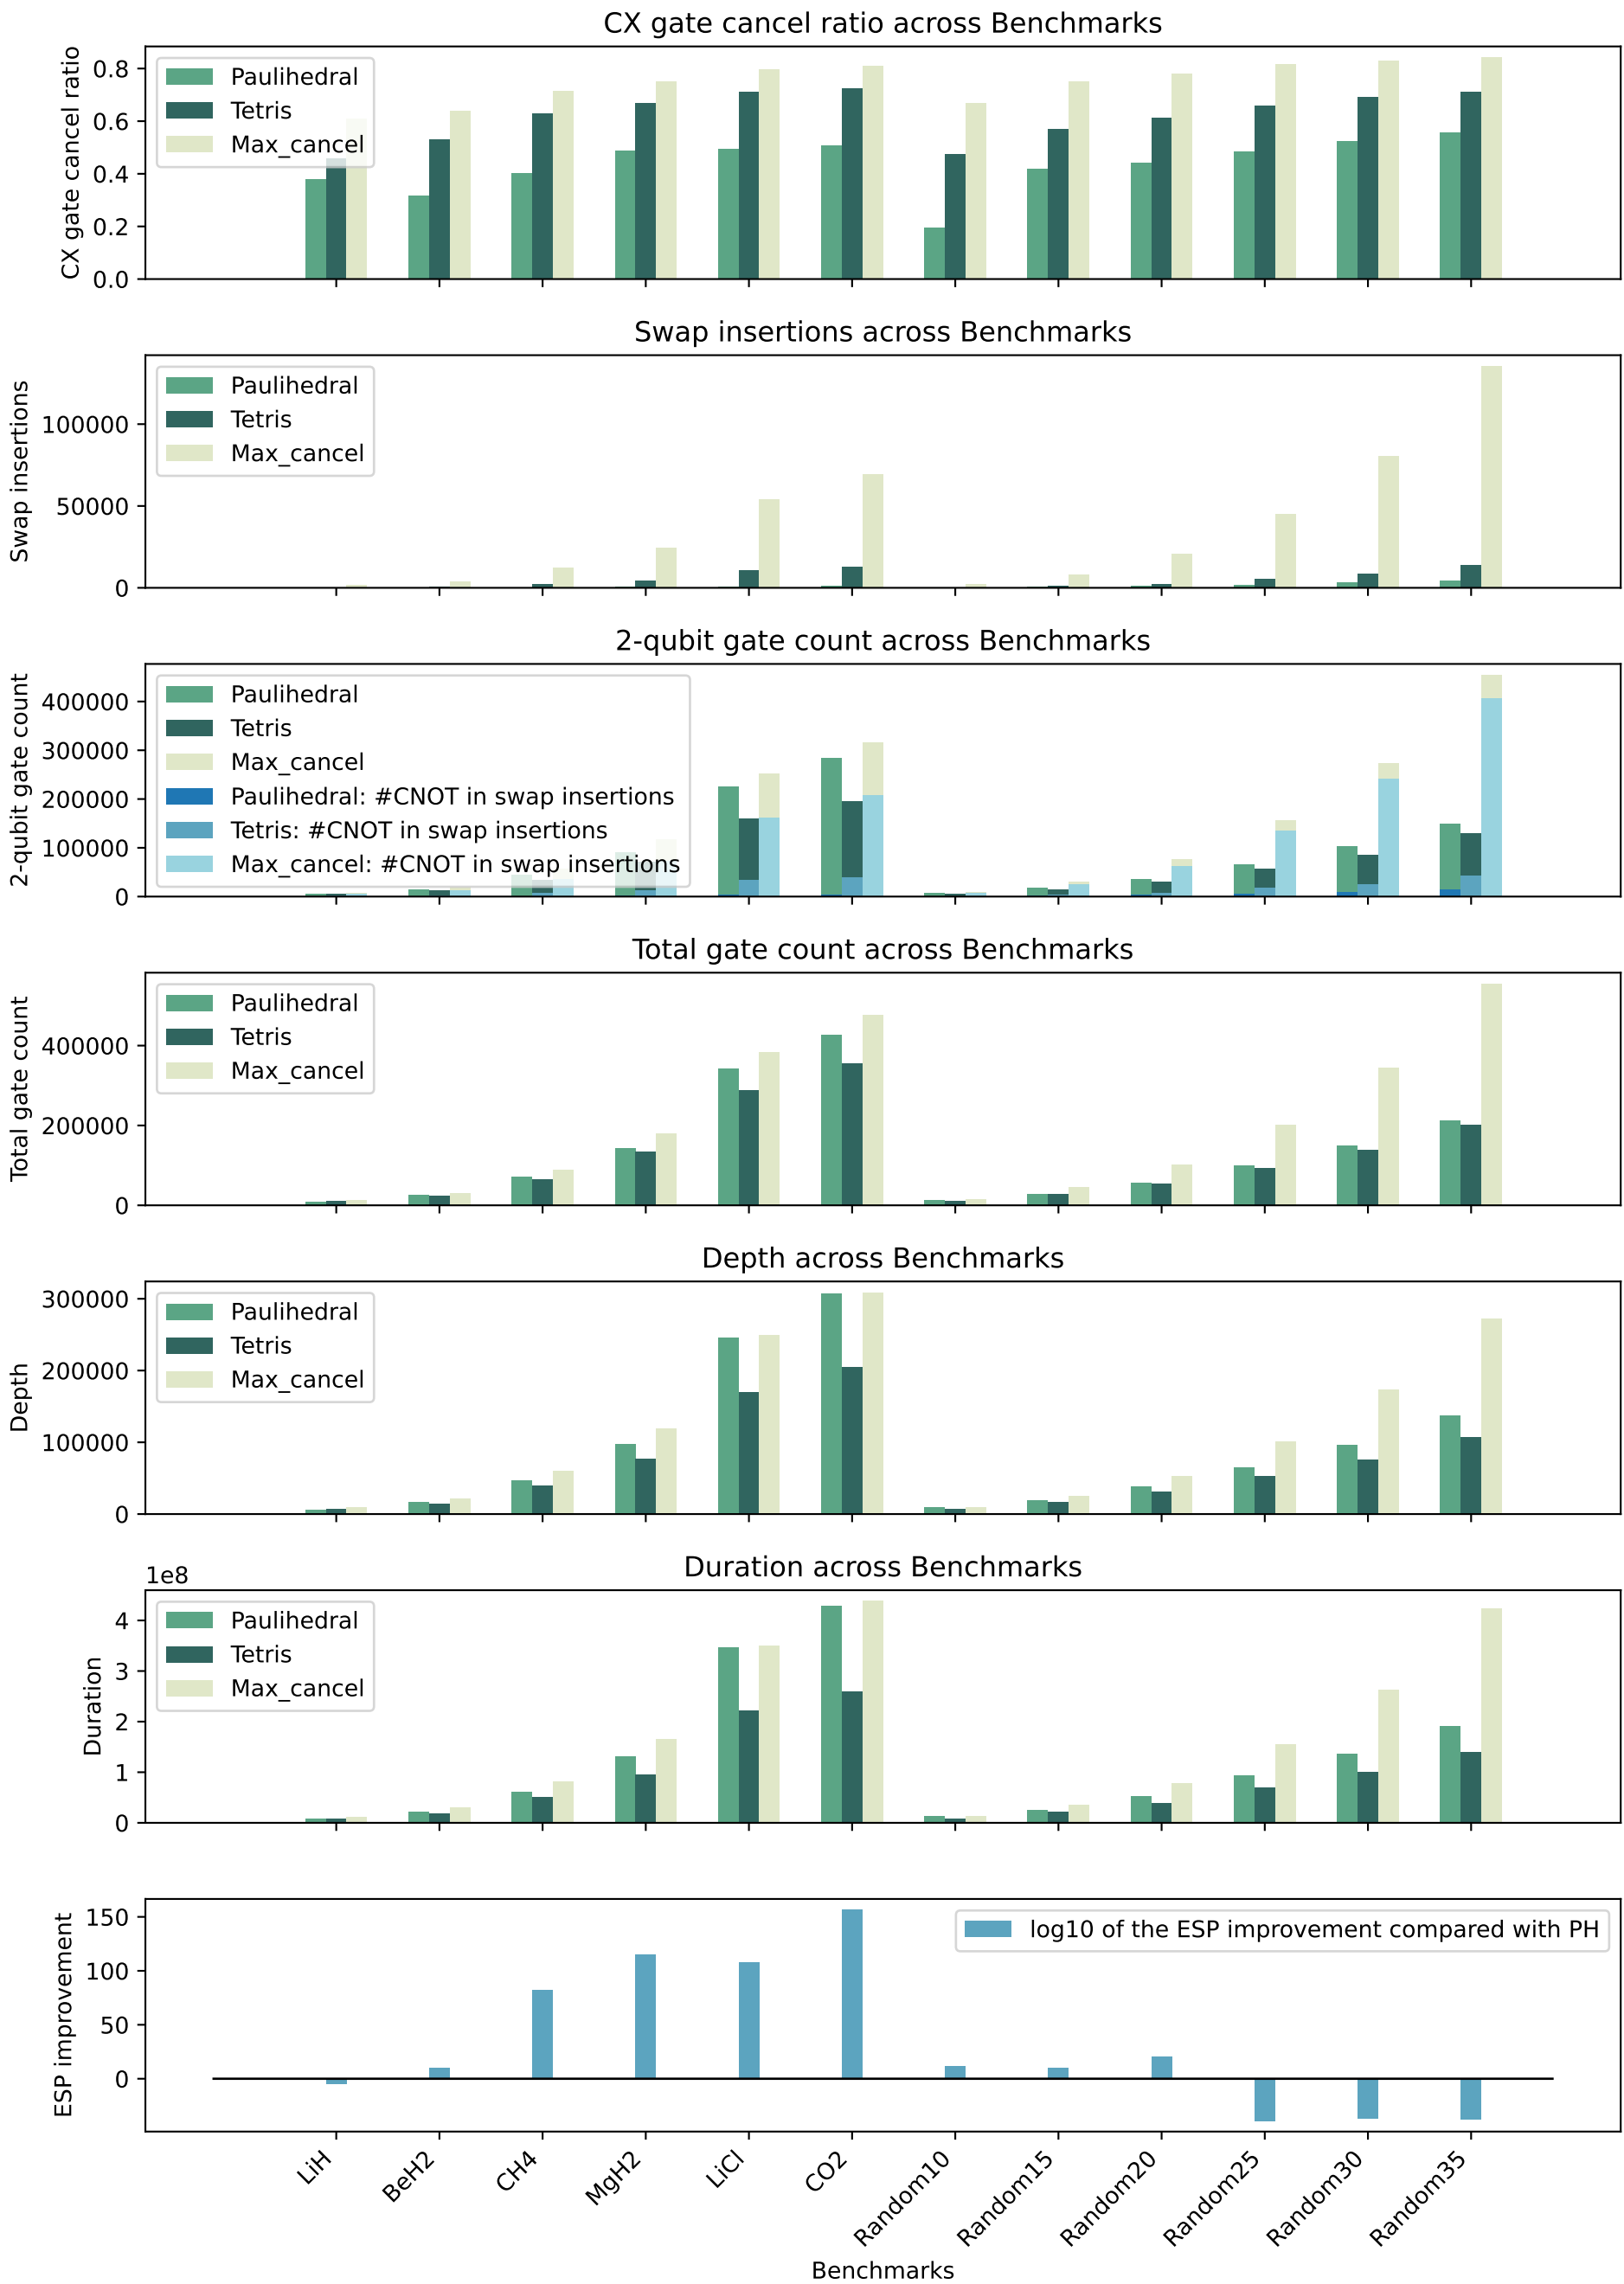 CX gate cancel ratio across Benchmarks
CX gate cancel ratio
0.8
0.6
0.4
0.2
0.0
Paulihedral
Tetris
Max_cancel
Swap insertions across Benchmarks
Swap insertions
100000
50000
0
Paulihedral
Tetris
Max_cancel
2-qubit gate count across Benchmarks
2-qubit gate count
400000
300000
200000
100000
0
Paulihedral
Tetris
Max_cancel
Paulihedral: #CNOT in swap insertions
Tetris: #CNOT in swap insertions
Max_cancel: #CNOT in swap insertions
Total gate count across Benchmarks
Total gate count
400000
200000
0
Paulihedral
Tetris
Max_cancel
Depth across Benchmarks
Depth
300000
200000
100000
0
Paulihedral
Tetris
Max_cancel
Duration across Benchmarks
1e8
Duration
4
3
2
1
0
Paulihedral
Tetris
Max_cancel
ESP improvement
150
100
50
0
log10 of the ESP improvement compared with PH
LiH
BeH2
CH4
MgH2
LiCl
CO2
Random10
Random15
Random20
Random25
Random30
Random35
Benchmarks